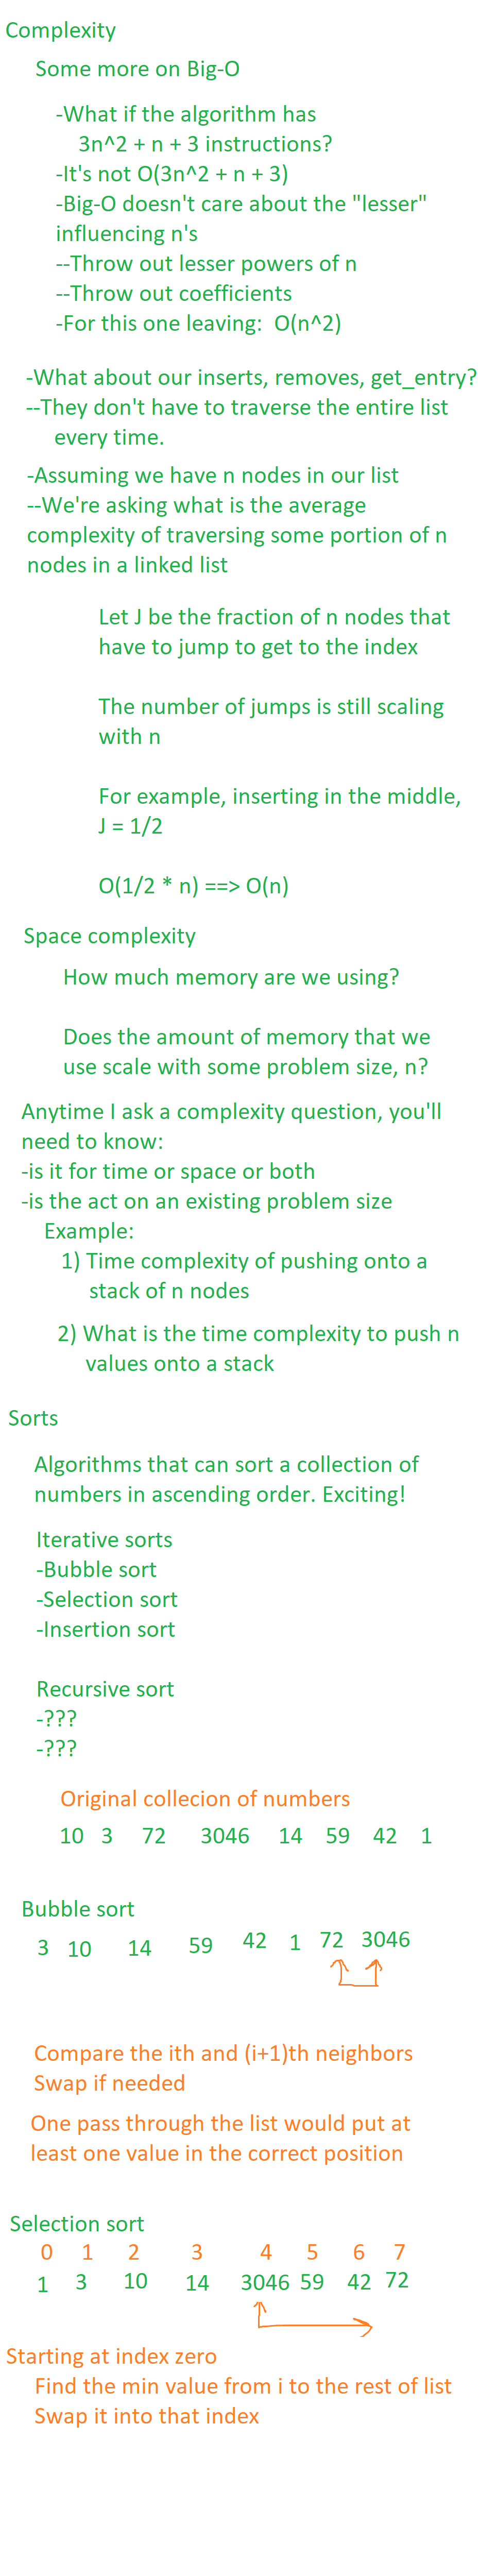 Complexity
Some more on Big-O
-What if the algorithm has
3n^2 + n + 3 instructions?
-It's not O(3n^2 + n + 3)
-Big-O doesn't care about the "lesser"
influencing n's
--Throw out lesser powers of n
--Throw out coefficients
-For this one leaving:  O(n^2)
-What about our inserts, removes, get_entry?
--They don't have to traverse the entire list
every time.
-Assuming we have n nodes in our list
--We're asking what is the average
complexity of traversing some portion of n
nodes in a linked list
Let J be the fraction of n nodes that
have to jump to get to the index
The number of jumps is still scaling
with n
For example, inserting in the middle,
J = 1/2
O(1/2 * n) ==> O(n)
Space complexity
How much memory are we using?
Does the amount of memory that we
use scale with some problem size, n?
Anytime I ask a complexity question, you'll
need to know:
-is it for time or space or both
-is the act on an existing problem size
Example:
1) Time complexity of pushing onto a
stack of n nodes
2) What is the time complexity to push n
values onto a stack
Sorts
Algorithms that can sort a collection of
numbers in ascending order. Exciting!
Iterative sorts
-Bubble sort
-Selection sort
-Insertion sort
Recursive sort
-???
-???
Original collecion of numbers
10 3 72 3046 14 59 42 1
Bubble sort
3 10 14 59 42 1 72 3046
Compare the ith and (i+1)th neighbors
Swap if needed
One pass through the list would put at
least one value in the correct position
Selection sort
0 1 2 3 4 5 6 7
1 3 10 14 3046 59 42 72
Starting at index zero
Find the min value from i to the rest of list
Swap it into that index